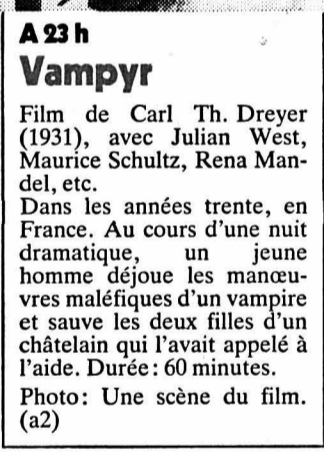 A 23 h
Vampyr
Film de Carl Th. Dreyer
(1931), avec Julian West,
Maurice Schultz, Rena Man-
del, etc.
Dans les années trente, en
France. Au cours d'une nuit
dramatique, un jeune
homme déjoue les manœu-
vres maléfiques d'un vampire
et sauve les deux filles d'un
châtelain qui l'avait appelé à
l'aide. Durée: 60 minutes.
Photo: Une scène du film.
(a2)